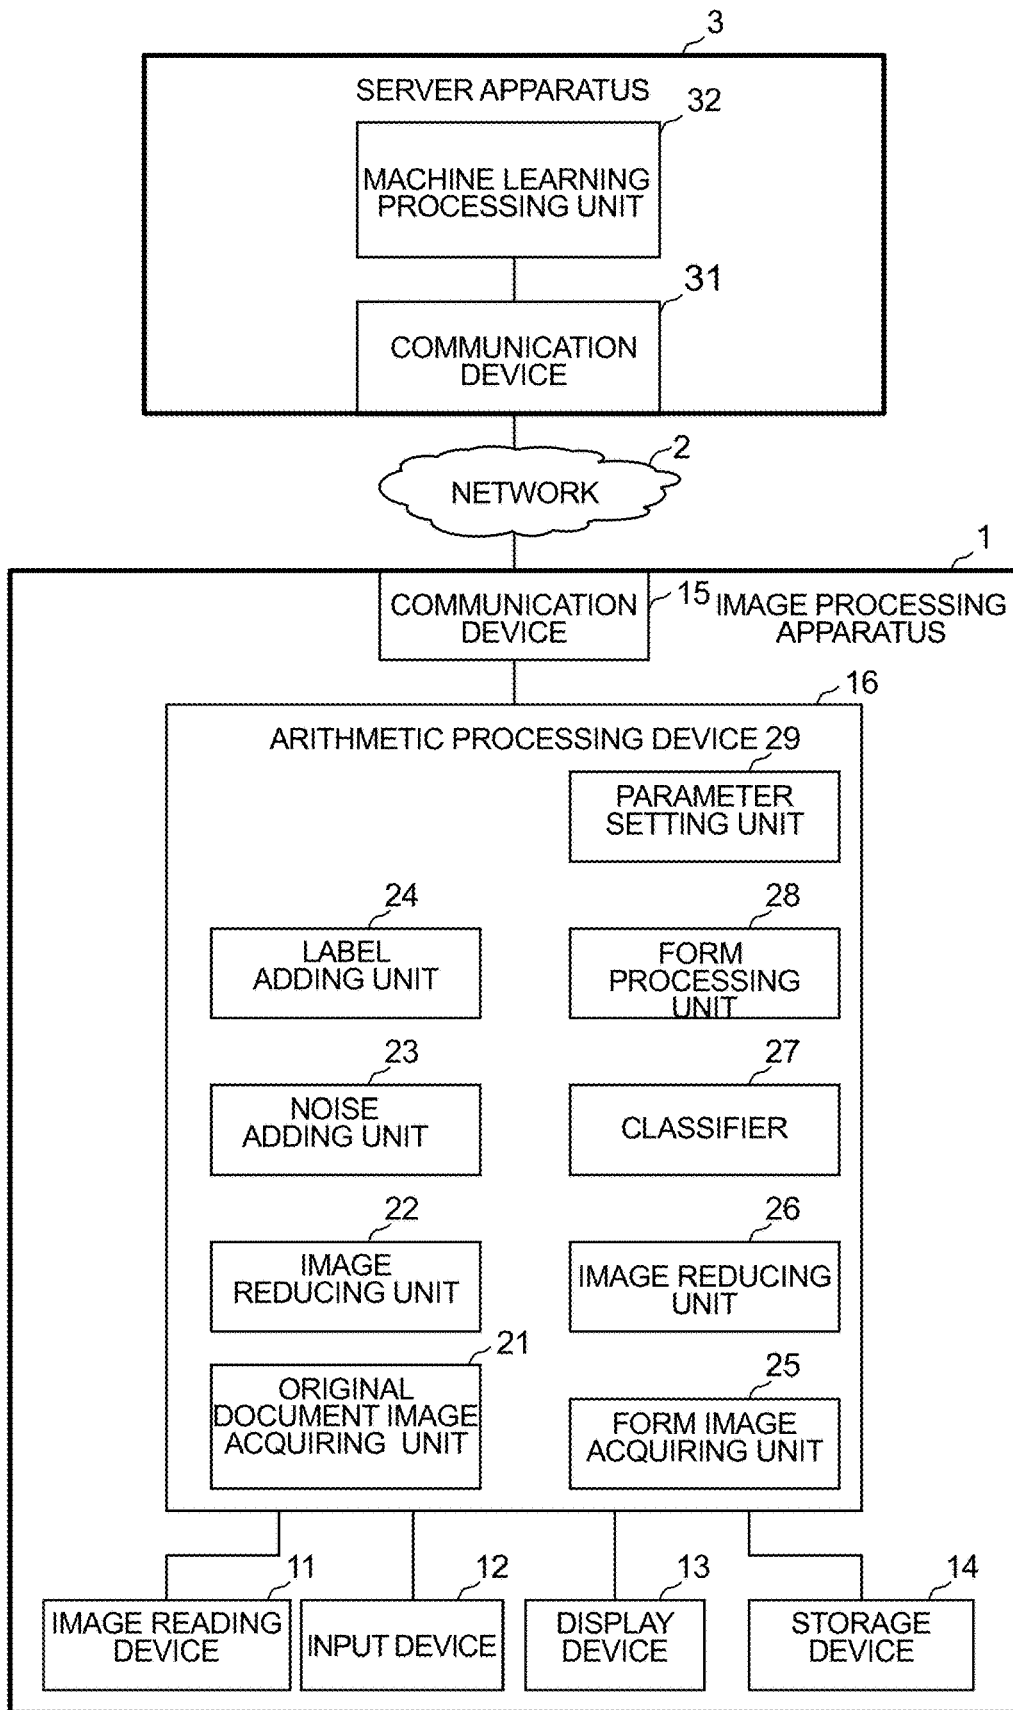 3
SERVER APPARATUS
32
MACHINE LEARNING
PROCESSING UNIT
31
COMMUNICATION
DEVICE
2
NETWORK
1
COMMUNICATION
DEVICE
15
IMAGE PROCESSING
APPARATUS
16
ARITHMETIC PROCESSING DEVICE
29
PARAMETER
SETTING UNIT
24
LABEL
ADDING UNIT
28
FORM
PROCESSING
UNIT
23
NOISE
ADDING UNIT
27
CLASSIFIER
22
IMAGE
REDUCING UNIT
26
IMAGE REDUCING
UNIT
21
ORIGINAL
DOCUMENT IMAGE
ACQUIRING UNIT
25
FORM IMAGE
ACQUIRING UNIT
11
IMAGE READING
DEVICE
12
INPUT DEVICE
13
DISPLAY
DEVICE
14
STORAGE
DEVICE